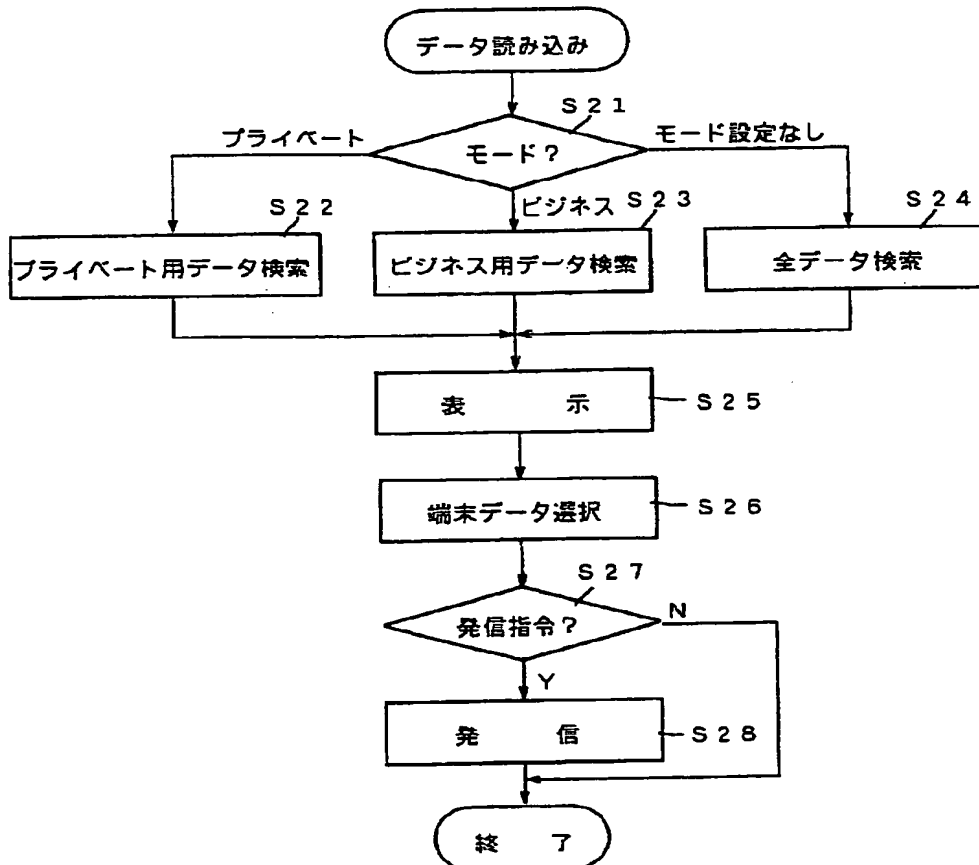 データ読み込み
S21
プライベート
モード?
モード設定なし
S22
ビジネス
S23
S24
プライベート用データ検索
ビジネス用データ検索
全データ検索
表 示
S25
端末データ選択
S26
S27
発信指令?
N
Y
発 信
S28
終 了